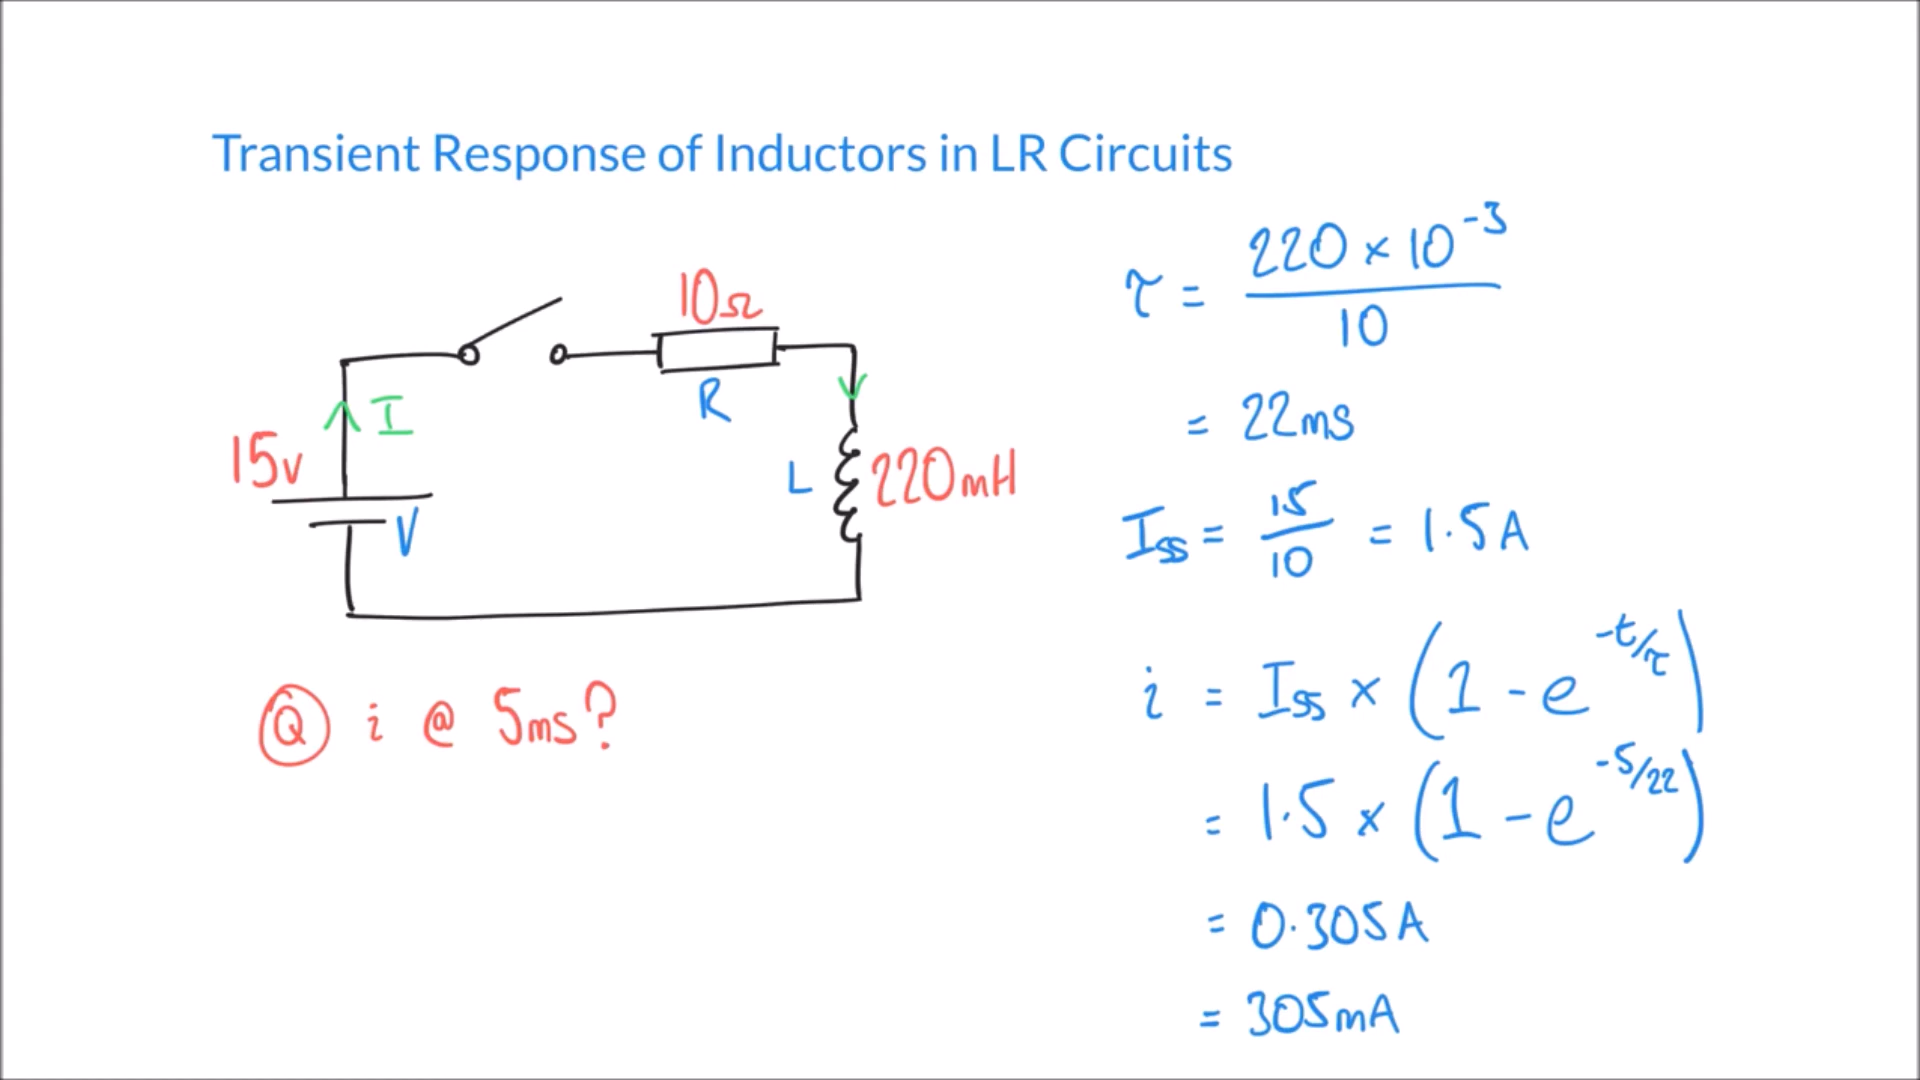 Transient Response of Inductors in LR Circuits
10Ω
R
I
15v
V
L
220mH
Q i @ 5ms?
τ = 220 × 10⁻³ / 10
= 22ms
Iss = 15/10 = 1.5A
i = Iss × (1 - e^-t/τ)
= 1.5 × (1 - e^-5/22)
= 0.305A
= 305mA